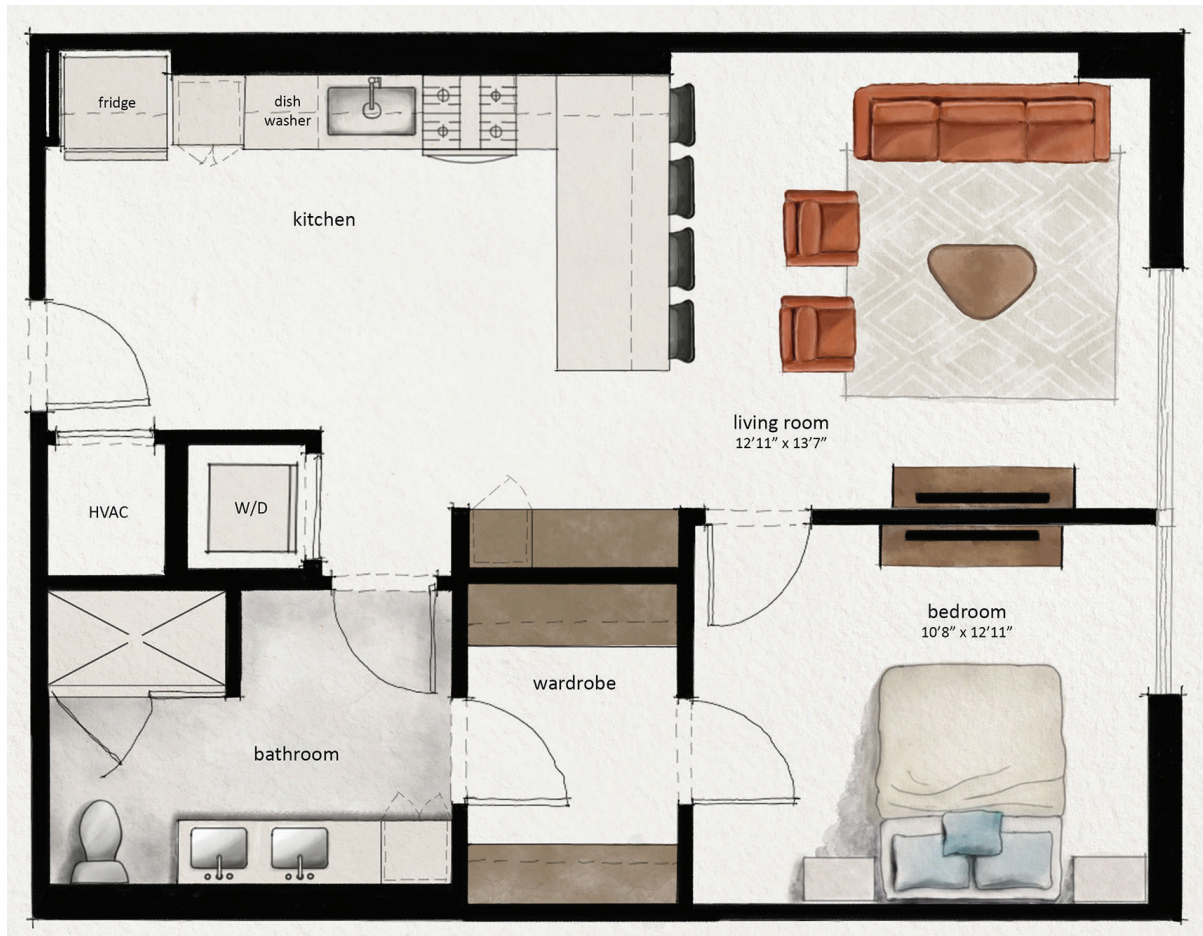 fridge
dish
washer
kitchen
living room
12’11” x 13’7”
HVAC
W/D
bedroom
10’8” x 12’11”
wardrobe
bathroom